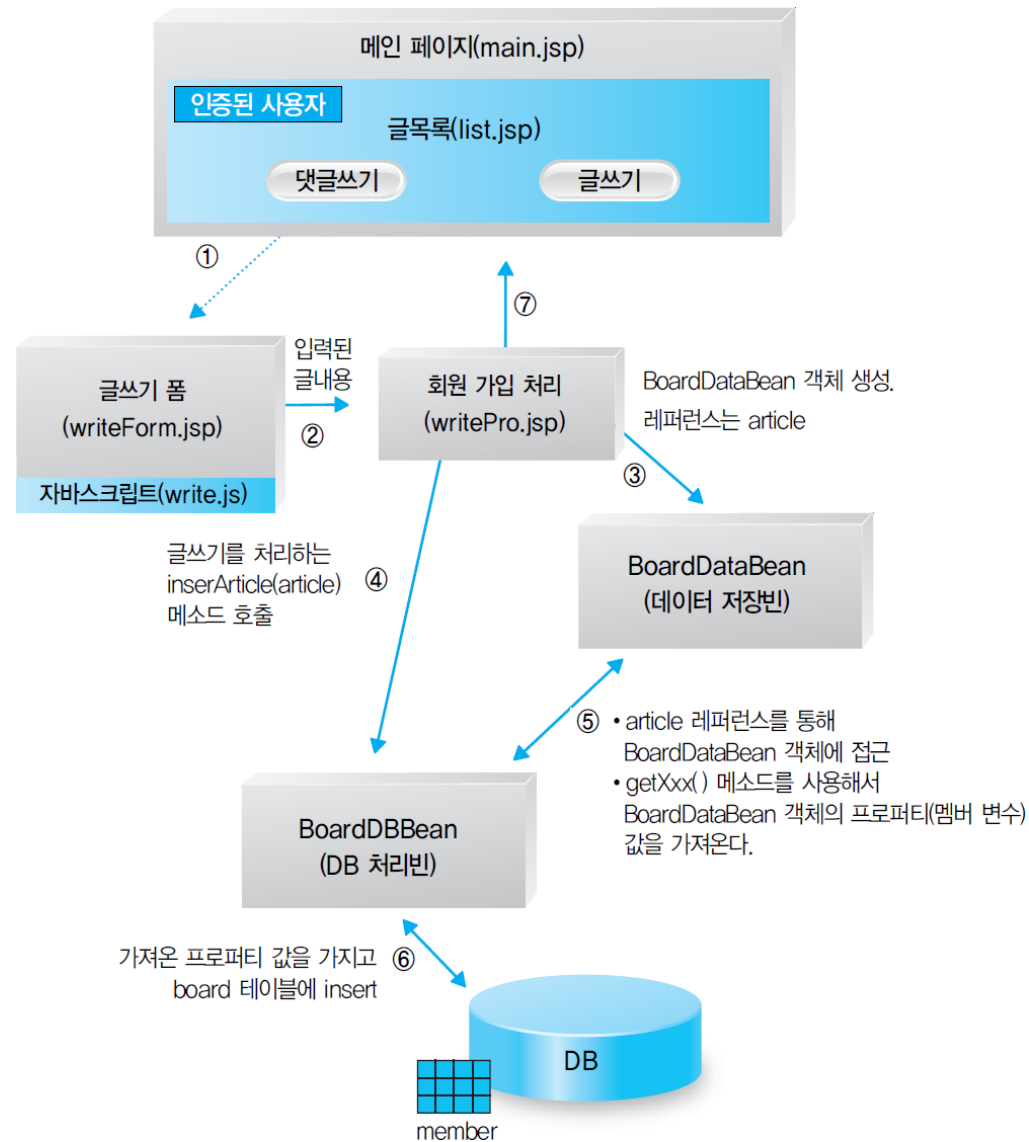 메인 페이지(main.jsp)
인증된 사용자
글목록(list.jsp)
댓글쓰기
글쓰기
①
⑦
글쓰기 폼
(writeForm.jsp)
자바스크립트(write.js)
입력된
글내용
②
회원 가입 처리
(writePro.jsp)
BoardDataBean 객체 생성.
레퍼런스는 article
③
글쓰기를 처리하는
inserArticle(article)
메소드 호출
④
BoardDataBean
(데이터 저장빈)
⑤ • article 레퍼런스를 통해
BoardDataBean 객체에 접근
• getXxx( ) 메소드를 사용해서
BoardDataBean 객체의 프로퍼티(멤버 변수)
값을 가져온다.
BoardDBBean
(DB 처리빈)
가져온 프로퍼티 값을 가지고
board 테이블에 insert
⑥
DB
member